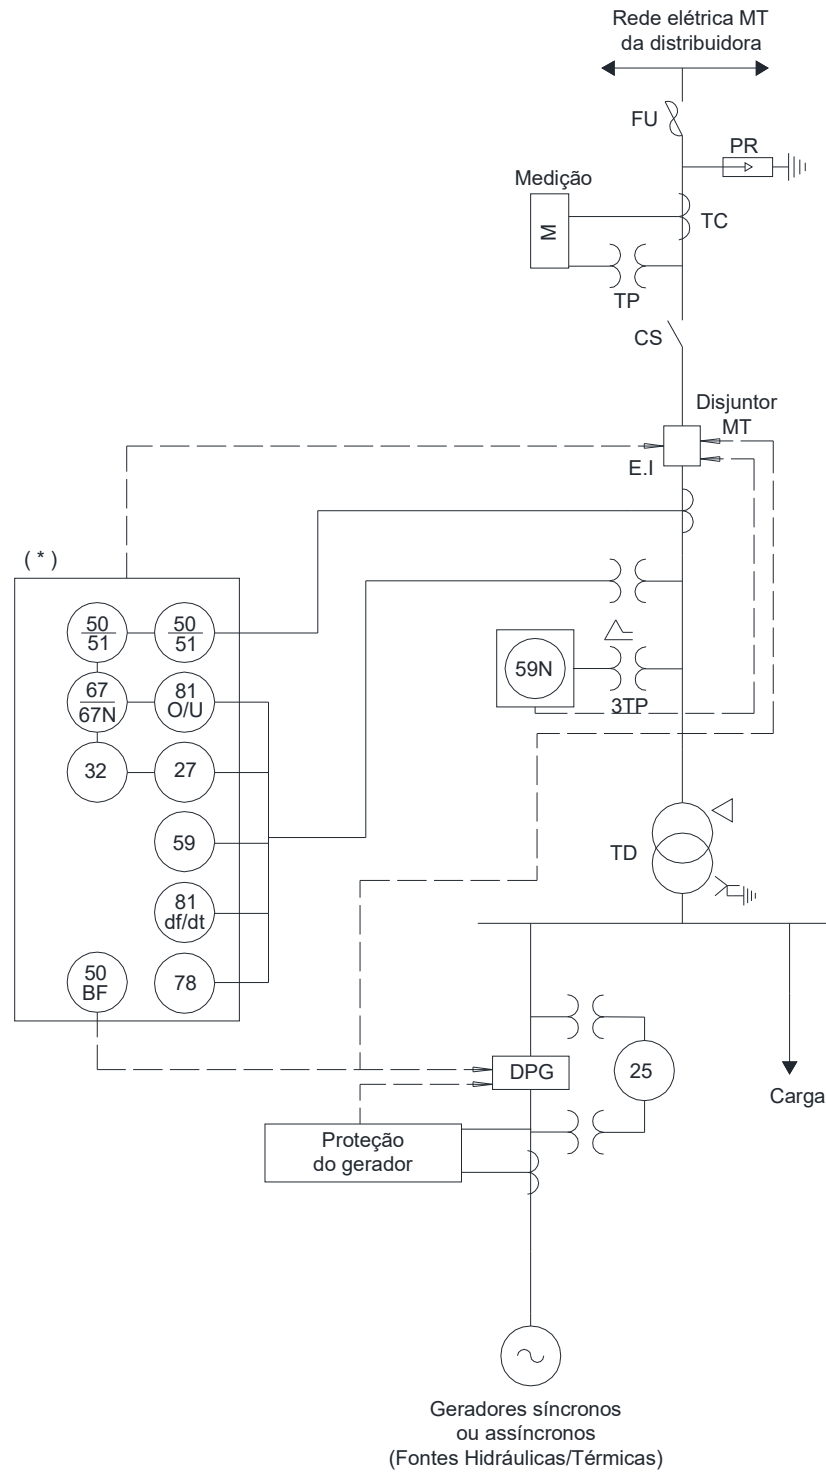 Rede elétrica MT
da distribuidora
FU
PR
Medição
M
TC
TP
CS
Disjuntor
MT
E.I
( * )
50
51
50
51
67
67N
81
O/U
59N
3TP
32
27
59
TD
81
df/dt
50
BF
78
DPG
25
Carga
Proteção
do gerador
Geradores síncronos
ou assíncronos
(Fontes Hidráulicas/Térmicas)